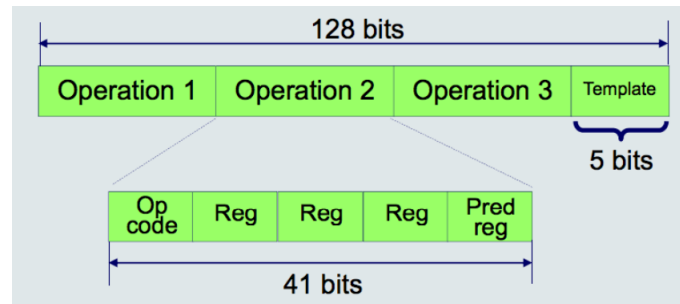 128 bits
Operation 1 Operation 2 Operation 3 Template
5 bits
Op
code
Reg Reg Reg
Pred
reg
41 bits